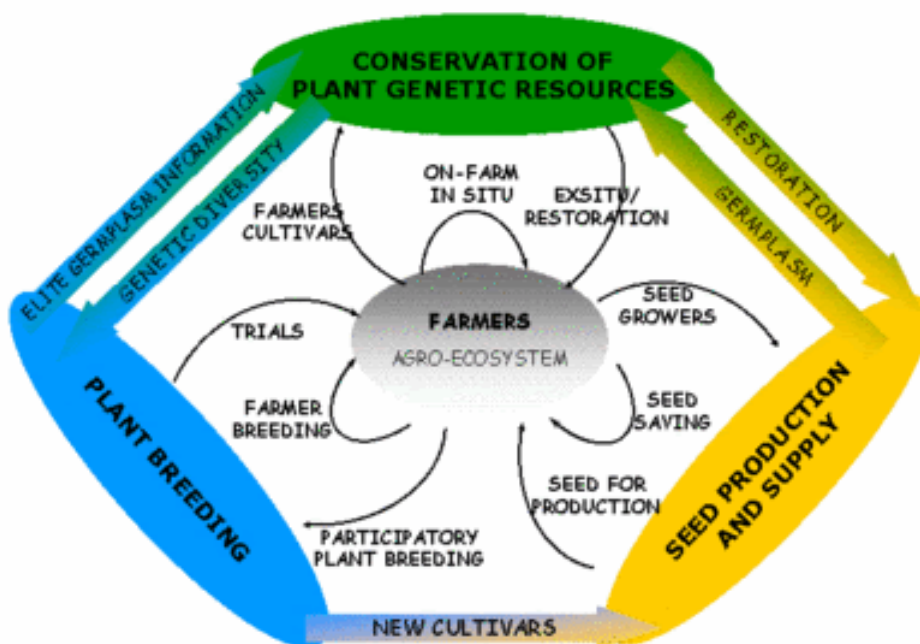 CONSERVATION OF
PLANT GENETIC RESOURCES
ELITE GERMPLASM INFORMATION
GENETIC DIVERSITY
RESTORATION
GERMPLASM
ON-FARM
IN SITU
FARMERS
CULTIVARS
EXSITU/
RESTORATION
FARMERS
AGRO-ECOSYSTEM
TRIALS
SEED
GROWERS
FARMER
BREEDING
SEED
SAVING
PLANT BREEDING
SEED PRODUCTION
AND SUPPLY
SEED FOR
PRODUCTION
PARTICIPATORY
PLANT BREEDING
NEW CULTIVARS